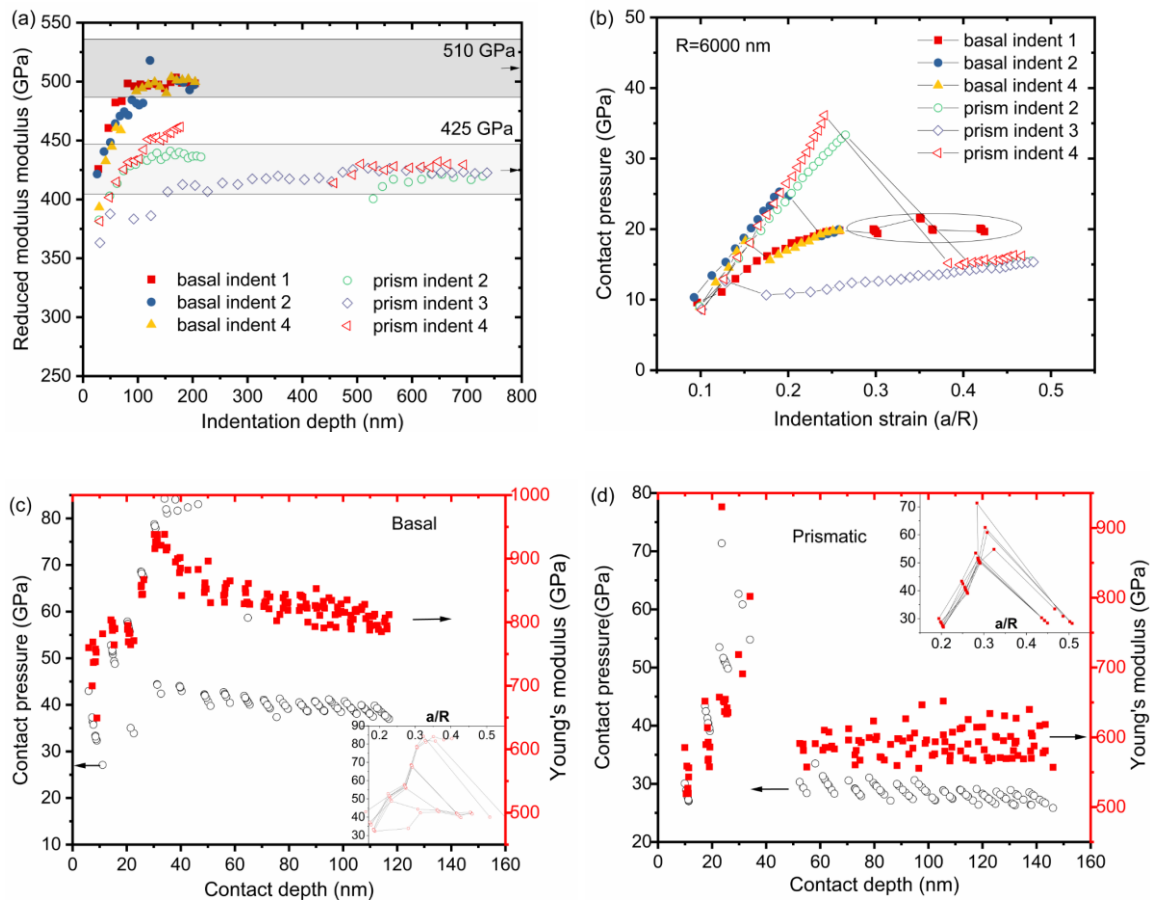 (a)
Reduced modulus modulus (GPa)
550
500
450
400
350
300
250
510 GPa
425 GPa
basal indent 1
basal indent 2
basal indent 4
prism indent 2
prism indent 3
prism indent 4
0 100 200 300 400 500 600 700 800
Indentation depth (nm)
(b)
Contact pressure (GPa)
50
40
30
20
10
0
R=6000 nm
basal indent 1
basal indent 2
basal indent 4
prism indent 2
prism indent 3
prism indent 4
0.1 0.2 0.3 0.4 0.5
Indentation strain (a/R)
(c)
Contact pressure (GPa)
80
70
60
50
40
30
20
10
Basal
1000
900
800
700
600
500
Young's modulus (GPa)
a/R
0.2 0.3 0.4 0.5
90
80
70
60
50
40
30
0 20 40 60 80 100 120 140 160
Contact depth (nm)
(d)
Contact pressure(GPa)
80
70
60
50
40
30
20
10
Prismatic
70
60
50
40
30
a/R
0.2 0.3 0.4 0.5
900
800
700
600
500
Young's modulus (GPa)
0 20 40 60 80 100 120 140 160
Contact depth (nm)